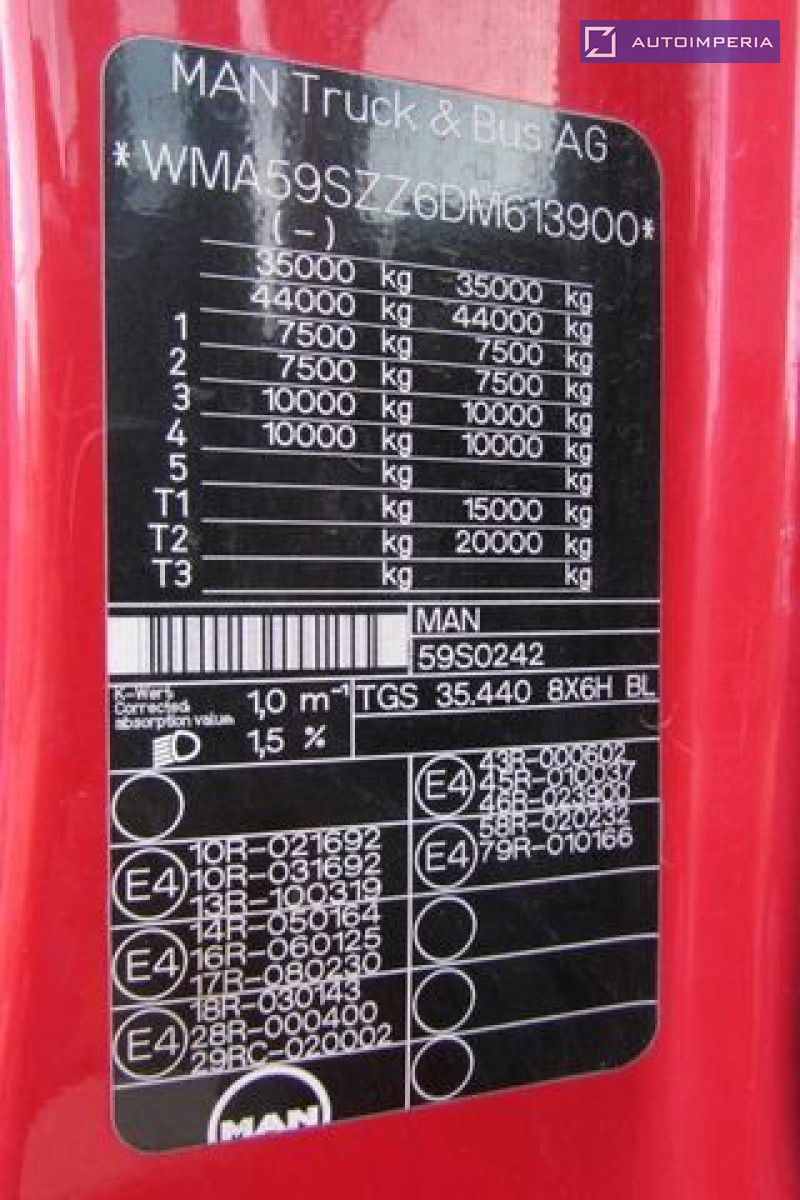 AUTOIMPERIA
MAN Truck & Bus AG
*WMA59SZZ6DM613900*
(-)
35000 kg 35000 kg
44000 kg 44000 kg
1 7500 kg 7500 kg
2 7500 kg 7500 kg
3 10000 kg 10000 kg
4 10000 kg 10000 kg
5 kg kg
T1 kg 15000 kg
T2 kg 20000 kg
T3 kg kg
MAN
59S0242
K-Wert
Corrected
absorption value
1,0 m⁻¹
1,5 %
TGS 35.440 8X6H BL
E4
10R-021692
10R-031692
13R-100319
E4
14R-050164
16R-060125
17R-080230
E4
18R-030143
28R-000400
29RC-020002
E4
43R-000602
45R-010037
46R-023900
E4
58R-020232
79R-010166
MAN